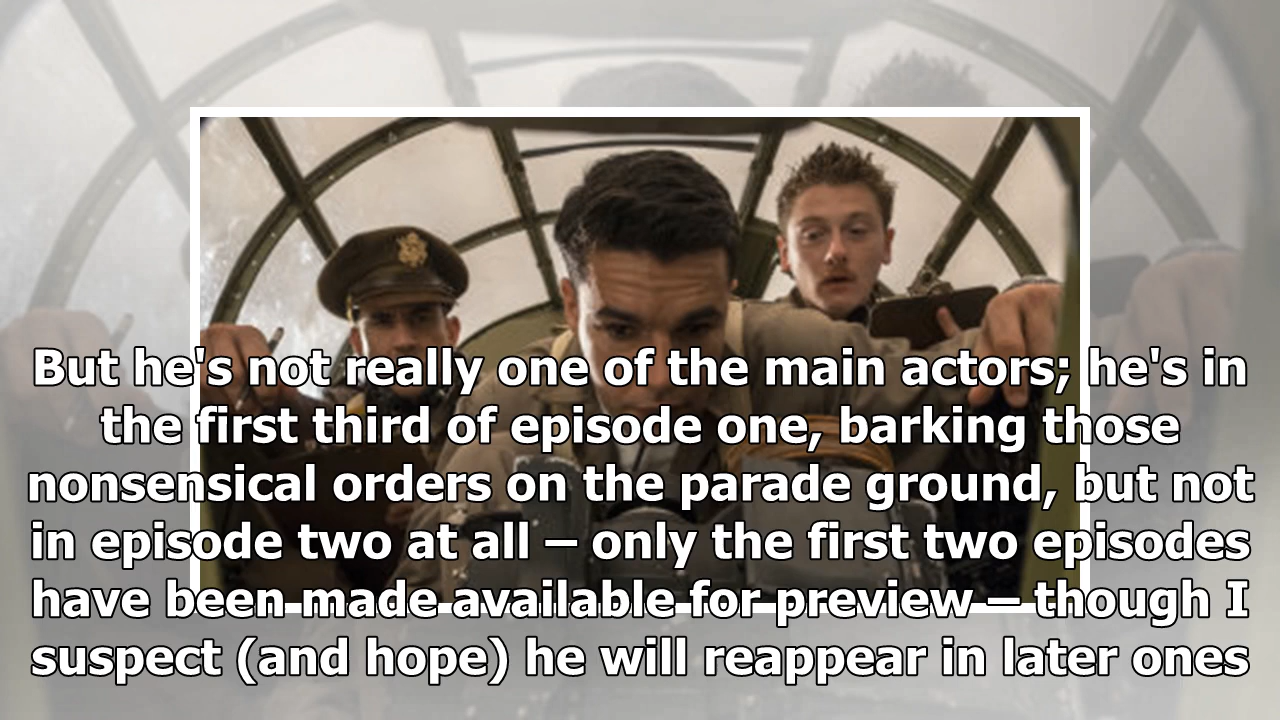 But he's not really one of the main actors; he's in
the first third of episode one, barking those
nonsensical orders on the parade ground, but not
in episode two at all – only the first two episodes
have been made available for preview – though I
suspect (and hope) he will reappear in later ones